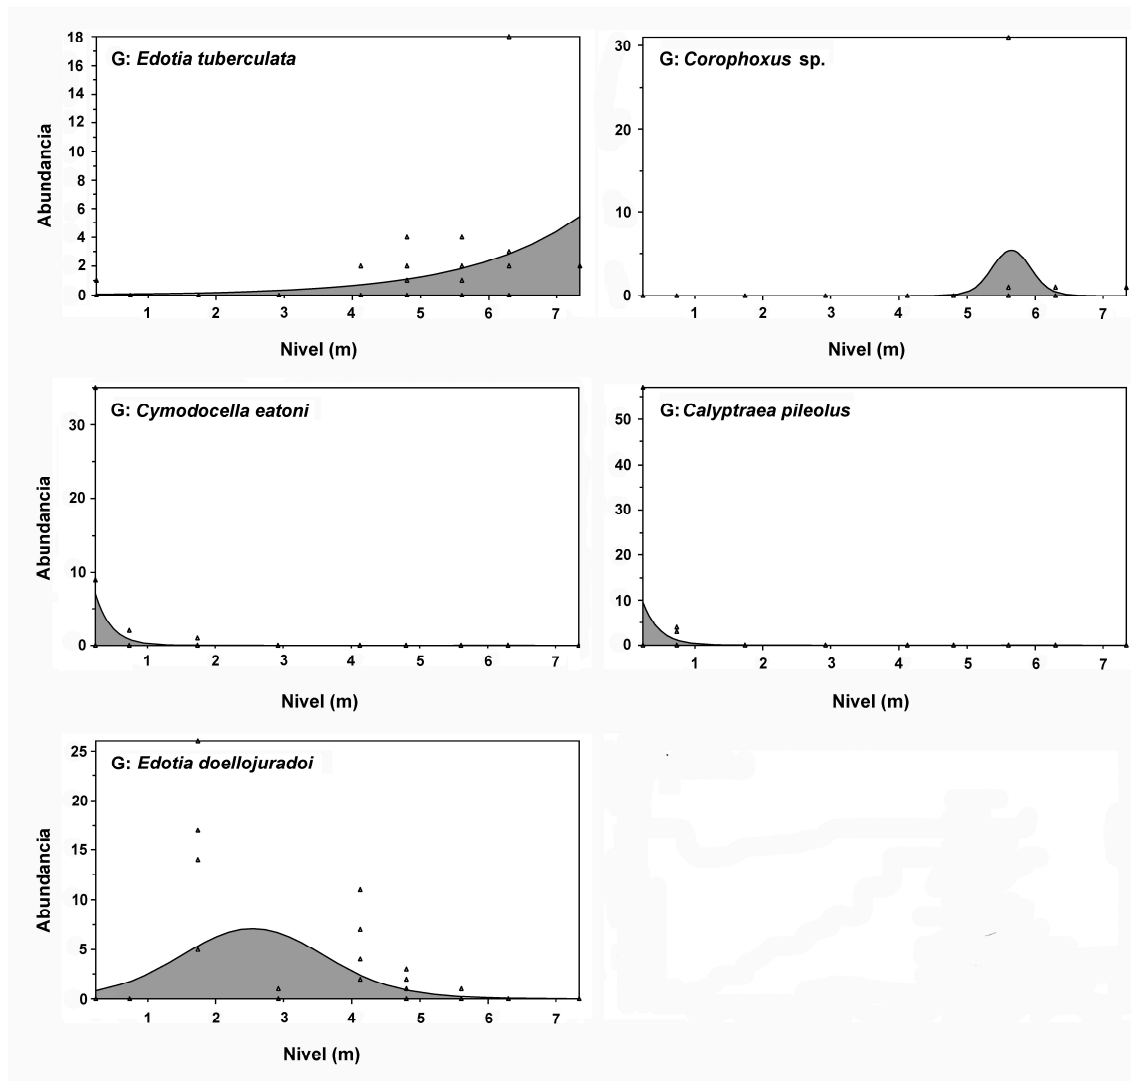 G: Edotia tuberculata
Abundancia
18
16
14
12
10
8
6
4
2
0
1 2 3 4 5 6 7
Nivel (m)
G: Corophoxus sp.
30
20
10
0
1 2 3 4 5 6 7
Nivel (m)
G: Cymodocella eatoni
Abundancia
30
20
10
0
1 2 3 4 5 6 7
Nivel (m)
G: Calyptraea pileolus
50
40
30
20
10
0
1 2 3 4 5 6 7
Nivel (m)
G: Edotia doellojuradoi
Abundancia
25
20
15
10
5
0
1 2 3 4 5 6 7
Nivel (m)